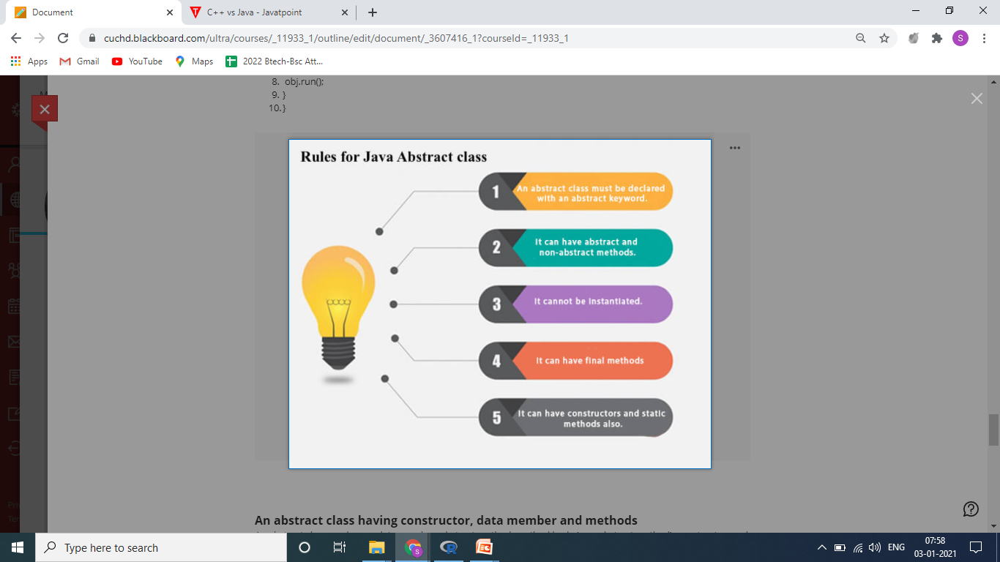 Document
C++ vs Java - Javatpoint
cuchd.blackboard.com/ultra/courses/_11933_1/outline/edit/document/_3607416_1?courseId=_11933_1
S
Apps
Gmail
YouTube
Maps
2022 Btech-Bsc Att...
8. obj.run();
9. }
10.}
Rules for Java Abstract class
1
An abstract class must be declared
with an abstract keyword.
2
It can have abstract and
non-abstract methods.
3
It cannot be instantiated.
4
It can have final methods
5
It can have constructors and static
methods also.
An abstract class having constructor, data member and methods
Type here to search
ENG
07:58
03-01-2021